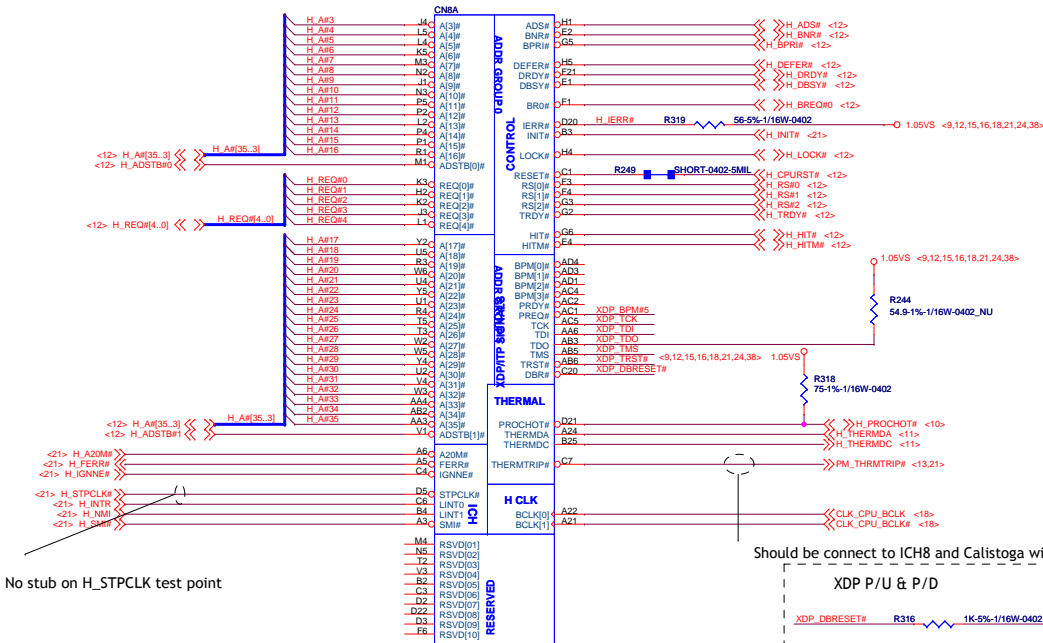 CN8A
H_A#3 J4 A[3]# ADS# H1 H_ADS# <12>
H_A#4 L5 A[4]# BNR# E2 H_BNR# <12>
H_A#5 L4 A[5]# BPRI# G5 H_BPRI# <12>
H_A#6 K5 A[6]#
H_A#7 M3 A[7]# DEFER# H5 H_DEFER# <12>
H_A#8 N2 A[8]# DRDY# F21 H_DRDY# <12>
H_A#9 J1 A[9]# DBSY# E1 H_DBSY# <12>
H_A#10 N3 A[10]#
H_A#11 P5 A[11]# BR0# F1 H_BREQ#0 <12>
H_A#12 P2 A[12]#
H_A#13 L2 A[13]# IERR# D20 H_IERR# R319 56-5%-1/16W-0402 1.05VS <9,12,15,16,18,21,24,38>
H_A#14 P4 A[14]# INIT# B3 H_INIT# <21>
H_A#15 P1 A[15]#
H_A#16 R1 A[16]# LOCK# H4 H_LOCK# <12>
<12> H_A#[35..3] H_A#[35..3]
<12> H_ADSTB#0 M1 ADSTB[0]#
ADDR GROUP 0
CONTROL
RESET# C1 R249 SHORT-0402-5MIL H_CPURST# <12>
H_REQ#0 K3 REQ[0]# RS[0]# F3 H_RS#0 <12>
H_REQ#1 H2 REQ[1]# RS[1]# F4 H_RS#1 <12>
H_REQ#2 K2 REQ[2]# RS[2]# G3 H_RS#2 <12>
H_REQ#3 J3 REQ[3]# TRDY# G2 H_TRDY# <12>
<12> H_REQ#[4..0] H_REQ#[4..0] H_REQ#4 L1 REQ[4]#
HIT# G6 H_HIT# <12>
HITM# E4 H_HITM# <12>
H_A#17 Y2 A[17]#
H_A#18 U5 A[18]#
H_A#19 R3 A[19]# BPM[0]# AD4
H_A#20 W6 A[20]# BPM[1]# AD3
H_A#21 U4 A[21]# BPM[2]# AD1
H_A#22 Y5 A[22]# BPM[3]# AC4
H_A#23 U1 A[23]# PRDY# AC2
H_A#24 R4 A[24]# PREQ# AC1 XDP_BPM#5
H_A#25 T5 A[25]# TCK AC5 XDP_TCK
H_A#26 T3 A[26]# TDI AA6 XDP_TDI
H_A#27 W2 A[27]# TDO AB3 XDP_TDO
H_A#28 W5 A[28]# TMS AB5 XDP_TMS
H_A#29 Y4 A[29]# TRST# AB6 XDP_TRST#
H_A#30 U2 A[30]# DBR# C20 XDP_DBRESET#
H_A#31 V4 A[31]#
H_A#32 W3 A[32]#
H_A#33 AA4 A[33]#
H_A#34 AB2 A[34]#
H_A#35 AA3 A[35]#
<12> H_A#[35..3] H_A#[35..3]
<12> H_ADSTB#1 V1 ADSTB[1]#
XDP/ITP SIGNALS
1.05VS <9,12,15,16,18,21,24,38>
R244
54.9-1%-1/16W-0402_NU
<9,12,15,16,18,21,24,38> 1.05VS
R318
75-1%-1/16W-0402
THERMAL
PROCHOT# D21 H_PROCHOT# <10>
THERMDA A24 H_THERMDA <11>
THERMDC B25 H_THERMDC <11>
THERMTRIP# C7 PM_THRMTRIP# <13,21>
<21> H_A20M# A6 A20M#
<21> H_FERR# A5 FERR#
<21> H_IGNNE# C4 IGNNE#
<21> H_STPCLK# D5 STPCLK#
<21> H_INTR C6 LINT0
<21> H_NMI B4 LINT1
<21> H_SMI# A3 SMI#
ICH
H CLK
BCLK[0] A22 CLK_CPU_BCLK <18>
BCLK[1] A21 CLK_CPU_BCLK# <18>
M4 RSVD[01]
N5 RSVD[02]
T2 RSVD[03]
V3 RSVD[04]
B2 RSVD[05]
C3 RSVD[06]
D2 RSVD[07]
D22 RSVD[08]
D3 RSVD[09]
F6 RSVD[10]
RESERVED
No stub on H_STPCLK test point
Should be connect to ICH8 and Calistoga wi
XDP P/U & P/D
XDP_DBRESET# R316 1K-5%-1/16W-0402